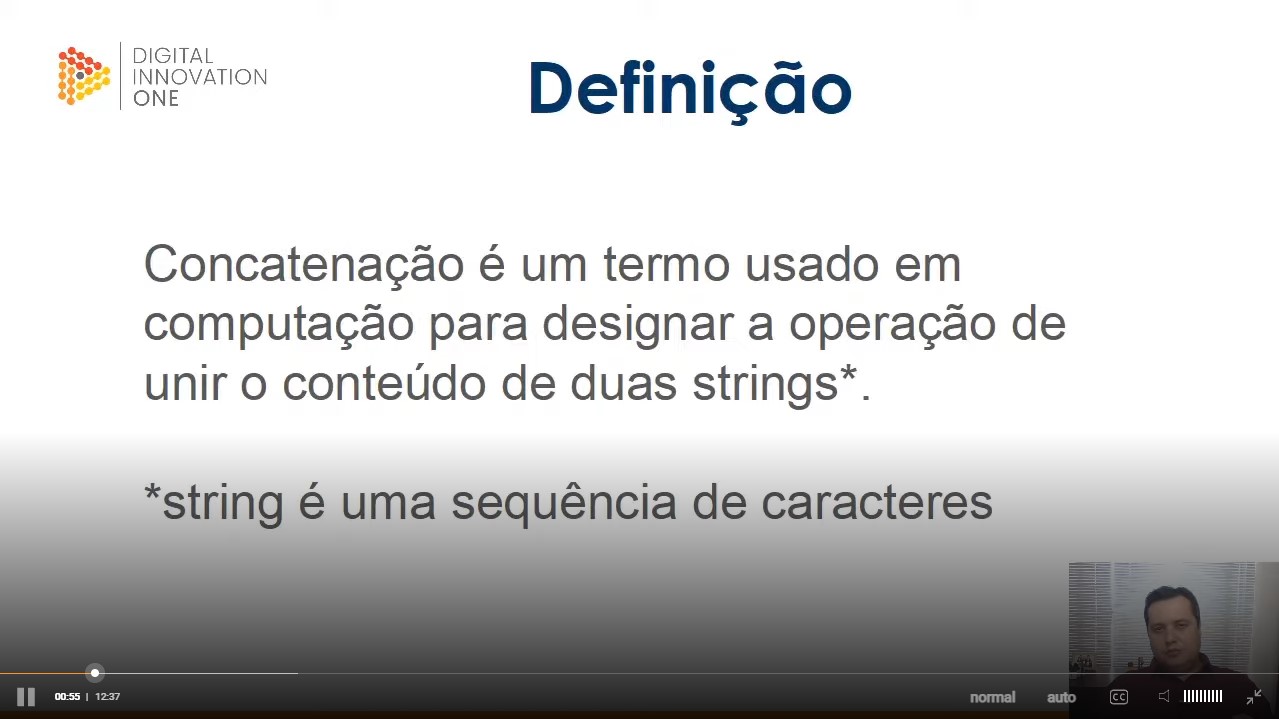 DIGITAL
INNOVATION
ONE
Definição
Concatenação é um termo usado em
computação para designar a operação de
unir o conteúdo de duas strings*.
*string é uma sequência de caracteres
00:55 | 12:37
normal
auto
CC